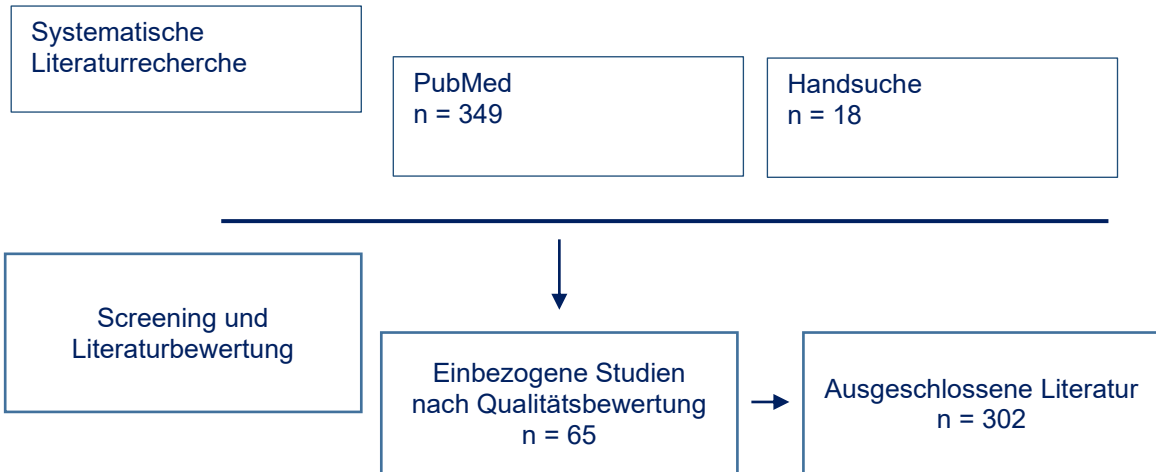 Systematische
Literaturrecherche
PubMed
n = 349
Handsuche
n = 18
Screening und
Literaturbewertung
Einbezogene Studien
nach Qualitätsbewertung
n = 65
Ausgeschlossene Literatur
n = 302